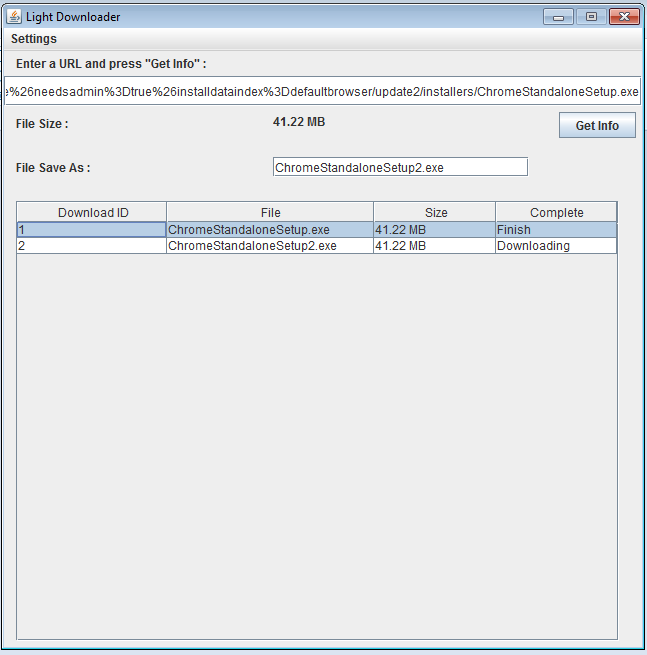 Light Downloader
Settings
Enter a URL and press "Get Info" :
e%26needsadmin%3Dtrue%26installdataindex%3Ddefaultbrowser/update2/installers/ChromeStandaloneSetup.exe
File Size : 41.22 MB Get Info
File Save As : ChromeStandaloneSetup2.exe
Download ID File Size Complete
1 ChromeStandaloneSetup.exe 41.22 MB Finish
2 ChromeStandaloneSetup2.exe 41.22 MB Downloading